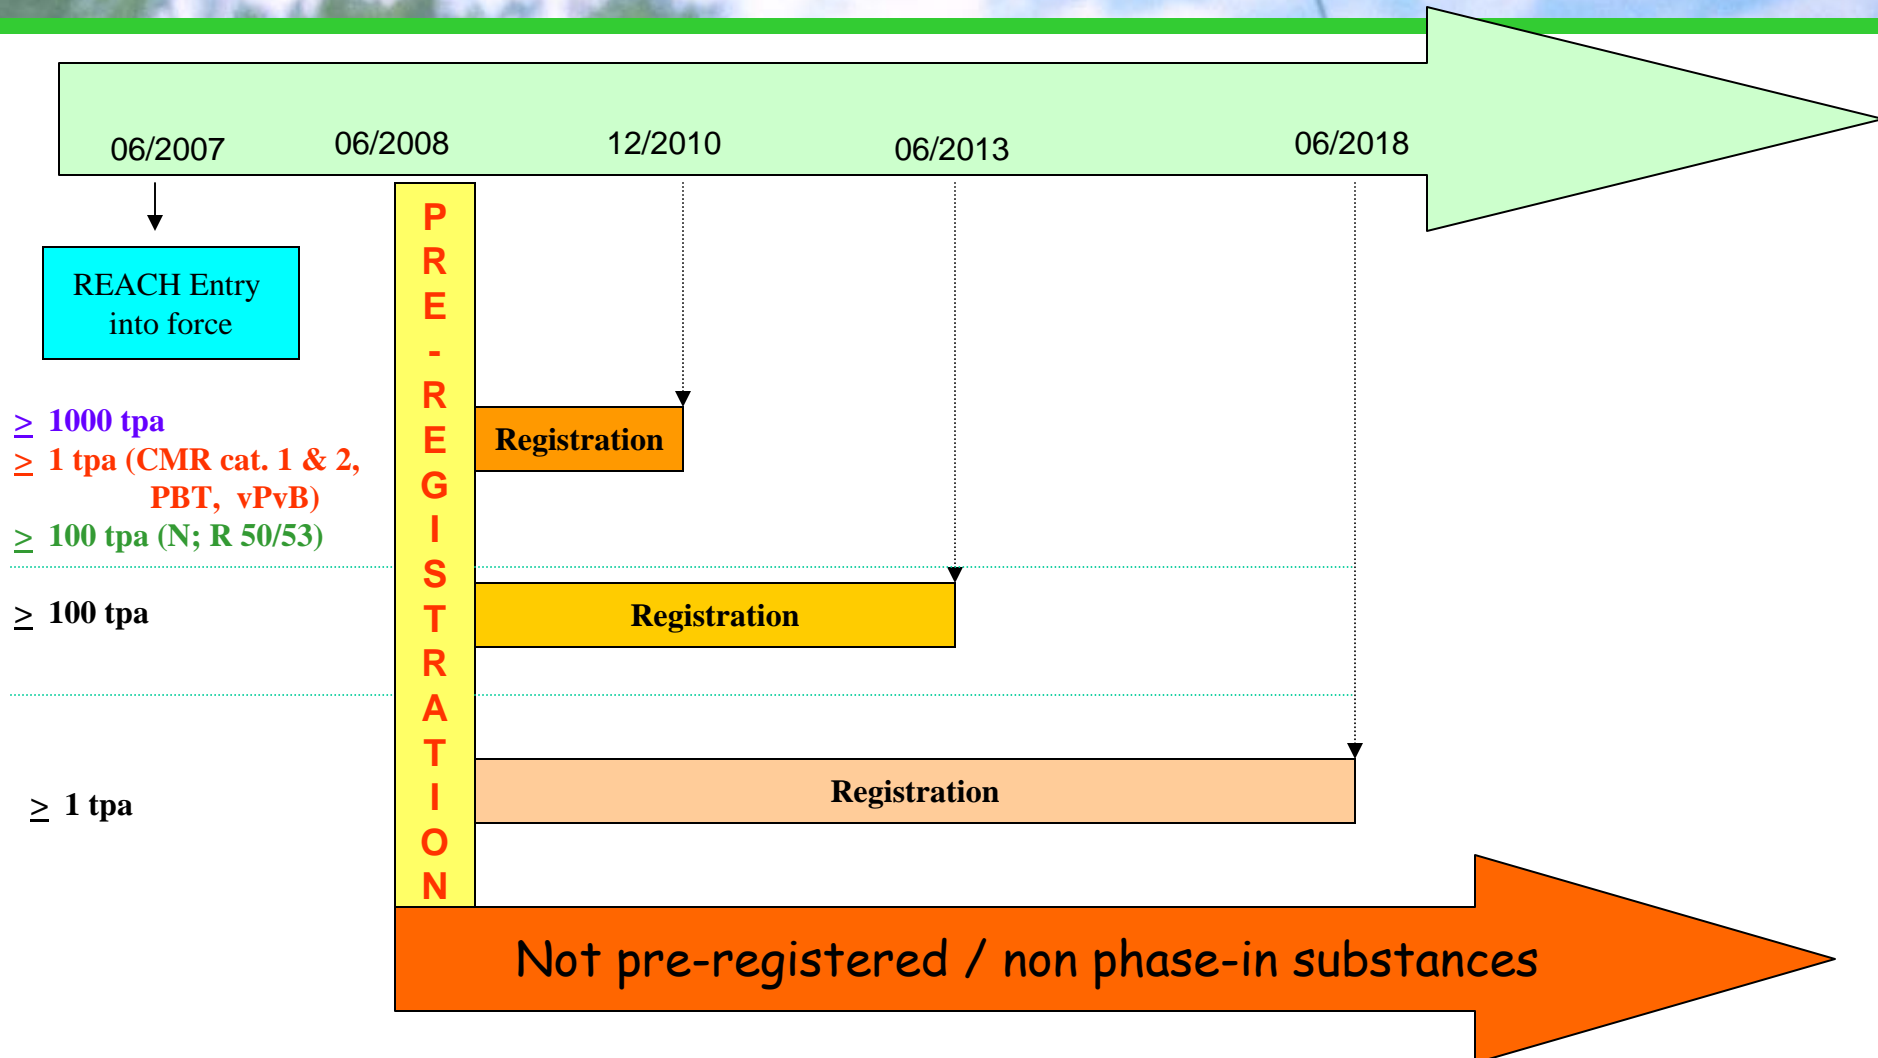 06/2007 06/2008 12/2010 06/2013 06/2018
REACH Entry
into force
PRE-REGISTRATION
≥ 1000 tpa
≥ 1 tpa (CMR cat. 1 & 2,
PBT, vPvB)
≥ 100 tpa (N; R 50/53)
Registration
≥ 100 tpa
Registration
≥ 1 tpa
Registration
Not pre-registered / non phase-in substances